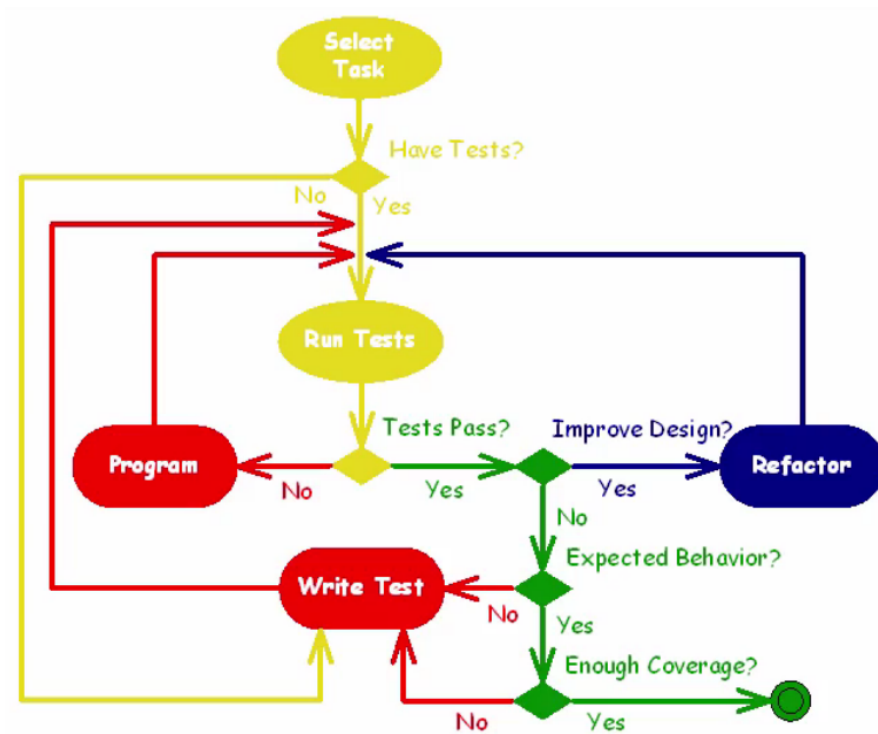 Select
Task
Have Tests?
No
Yes
Run Tests
Tests Pass?
Improve Design?
Program
Refactor
No
Yes
Yes
No
Expected Behavior?
Write Test
No
Yes
Enough Coverage?
No
Yes